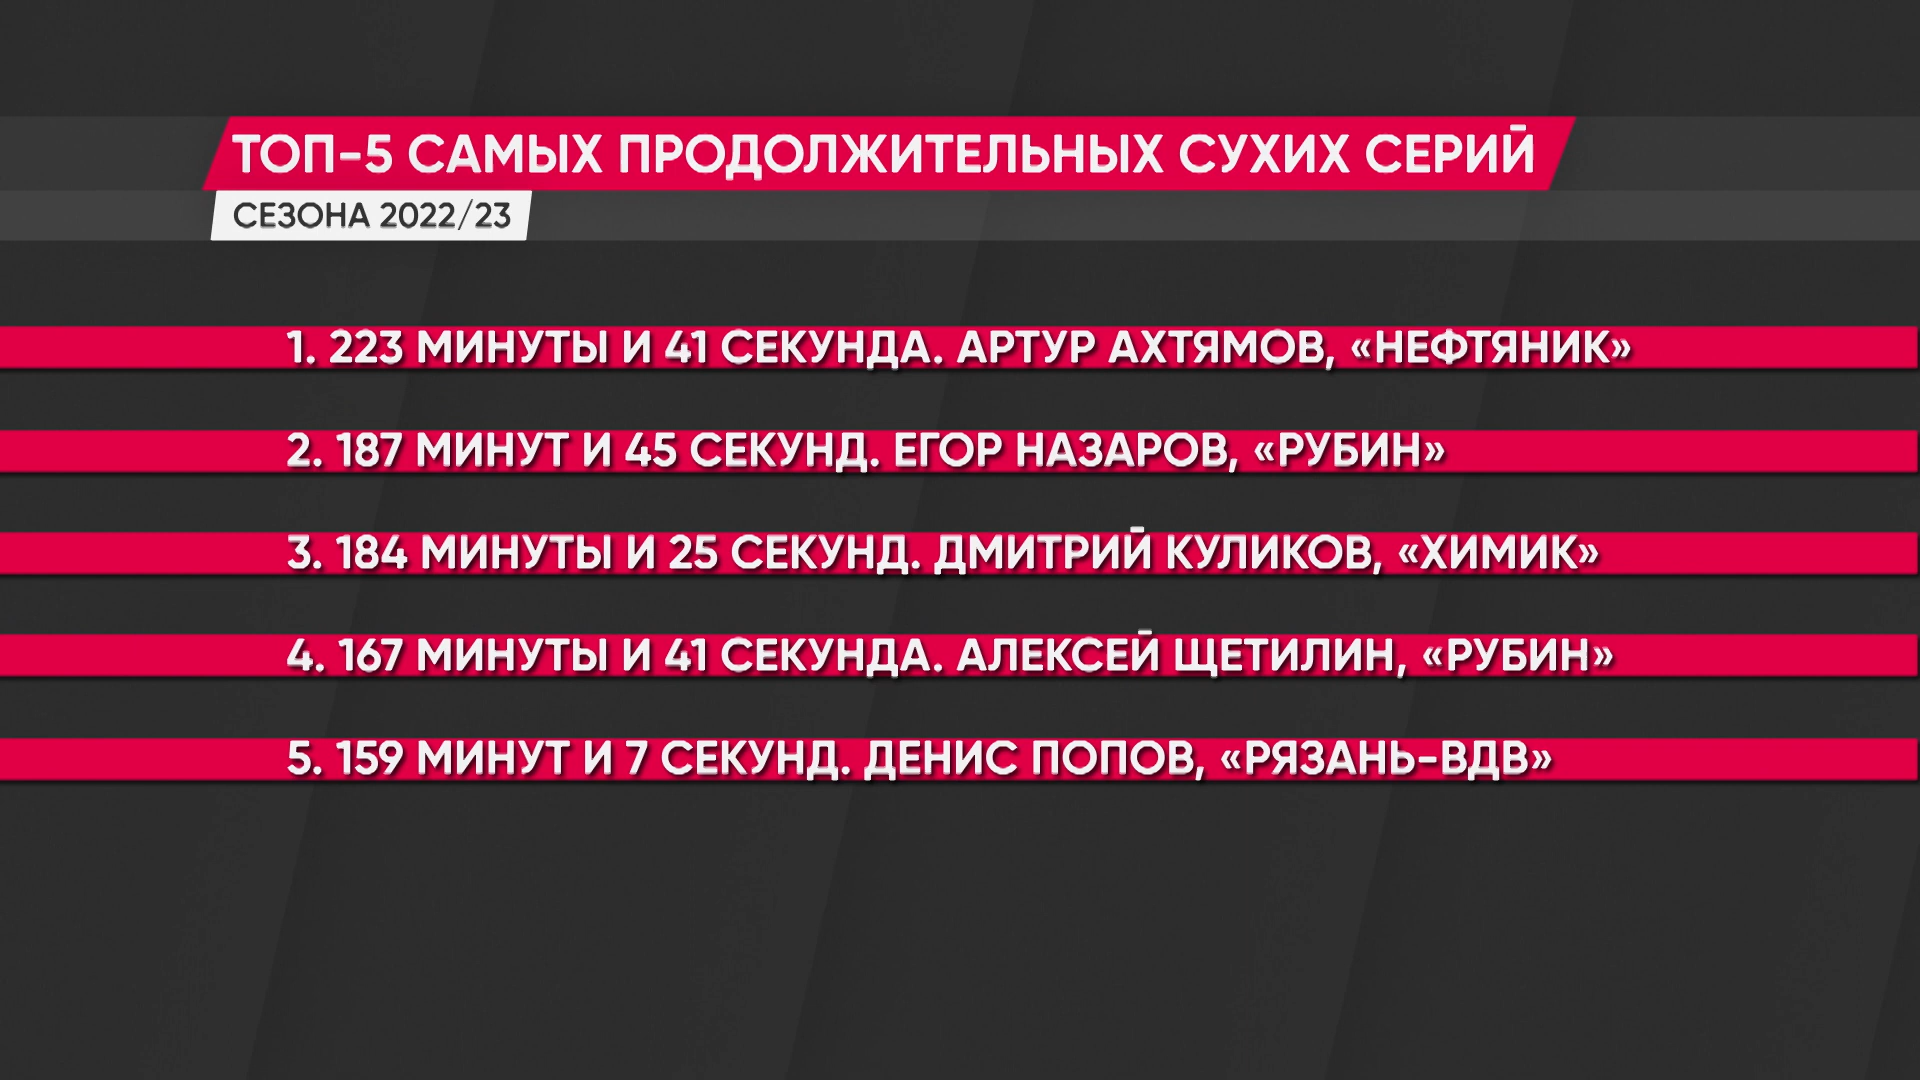 ТОП-5 САМЫХ ПРОДОЛЖИТЕЛЬНЫХ СУХИХ СЕРИЙ
СЕЗОНА 2022/23
1. 223 МИНУТЫ И 41 СЕКУНДА. АРТУР АХТЯМОВ, «НЕФТЯНИК»
2. 187 МИНУТ И 45 СЕКУНД. ЕГОР НАЗАРОВ, «РУБИН»
3. 184 МИНУТЫ И 25 СЕКУНД. ДМИТРИЙ КУЛИКОВ, «ХИМИК»
4. 167 МИНУТЫ И 41 СЕКУНДА. АЛЕКСЕЙ ЩЕТИЛИН, «РУБИН»
5. 159 МИНУТ И 7 СЕКУНД. ДЕНИС ПОПОВ, «РЯЗАНЬ-ВДВ»